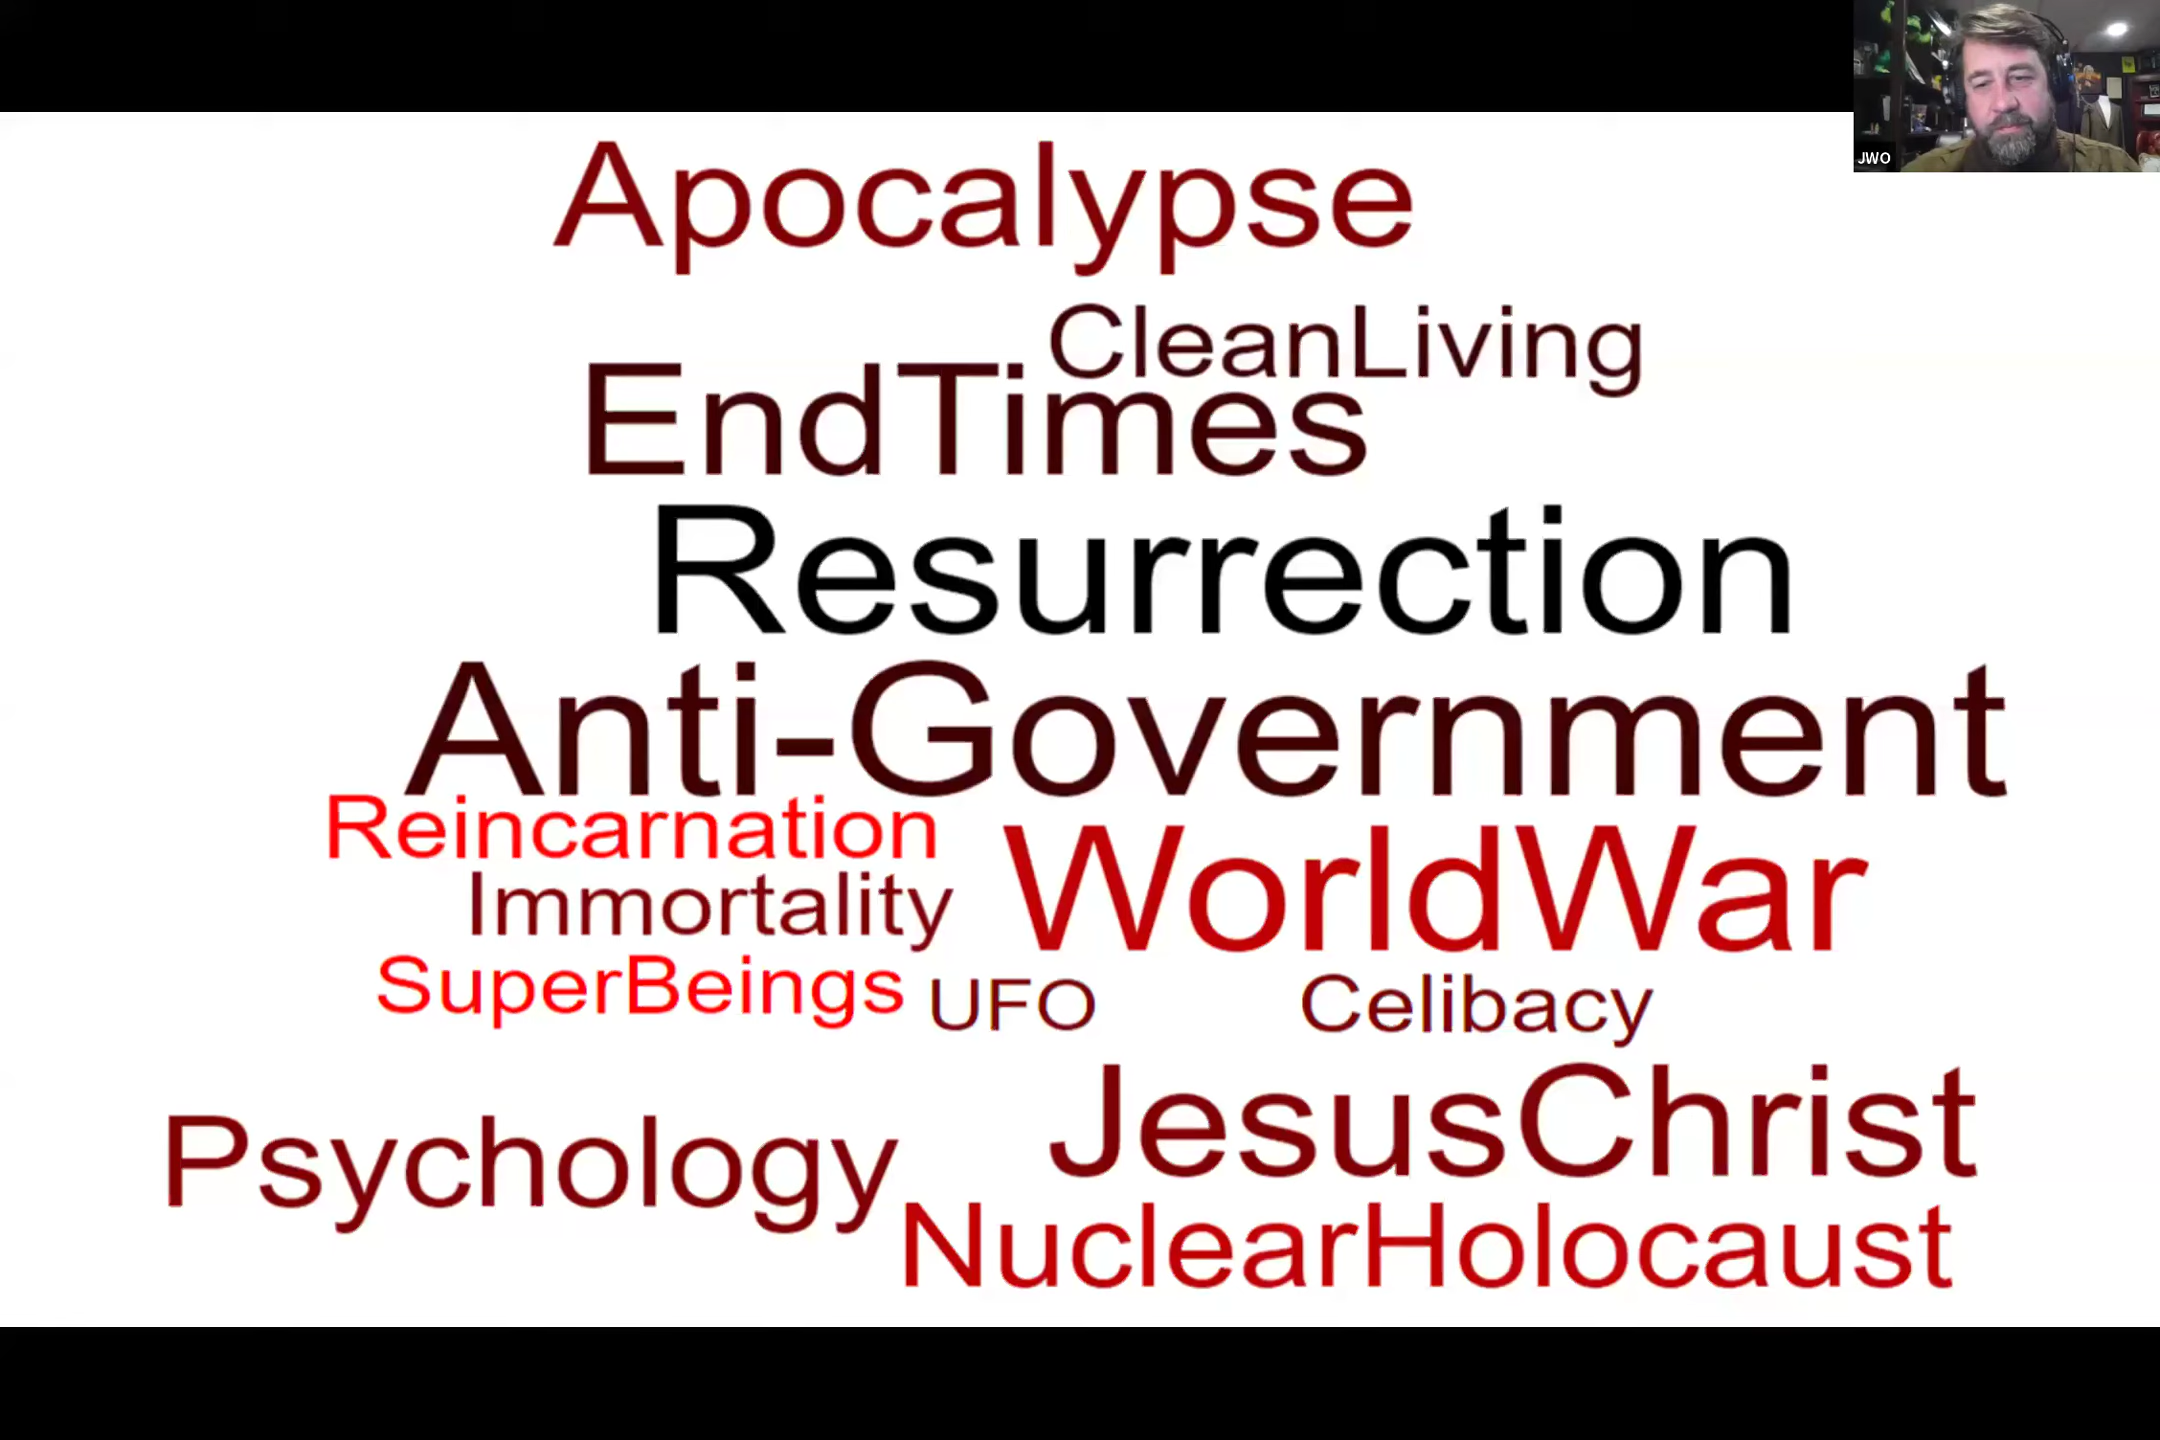 JWO
Apocalypse
CleanLiving
EndTimes
Resurrection
Anti-Government
Reincarnation
WorldWar
Immortality
SuperBeings
UFO
Celibacy
JesusChrist
Psychology
NuclearHolocaust